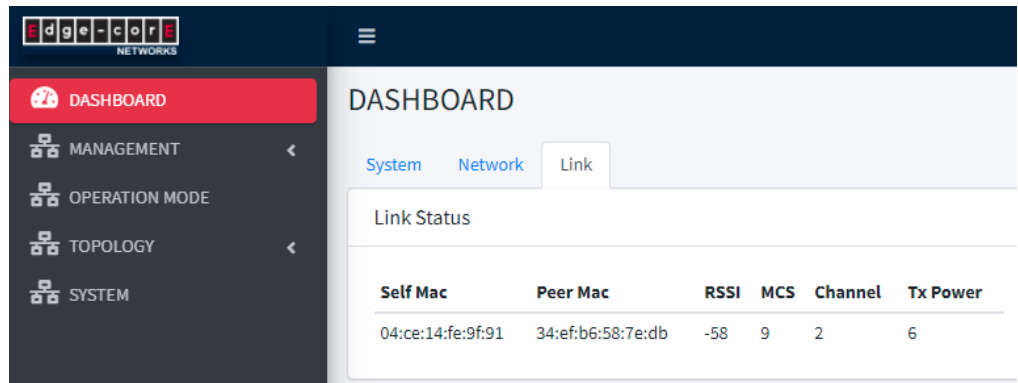 Edge-corE
NETWORKS
DASHBOARD
MANAGEMENT
OPERATION MODE
TOPOLOGY
SYSTEM
DASHBOARD
System Network Link
Link Status
Self Mac Peer Mac RSSI MCS Channel Tx Power
04:ce:14:fe:9f:91 34:ef:b6:58:7e:db -58 9 2 6